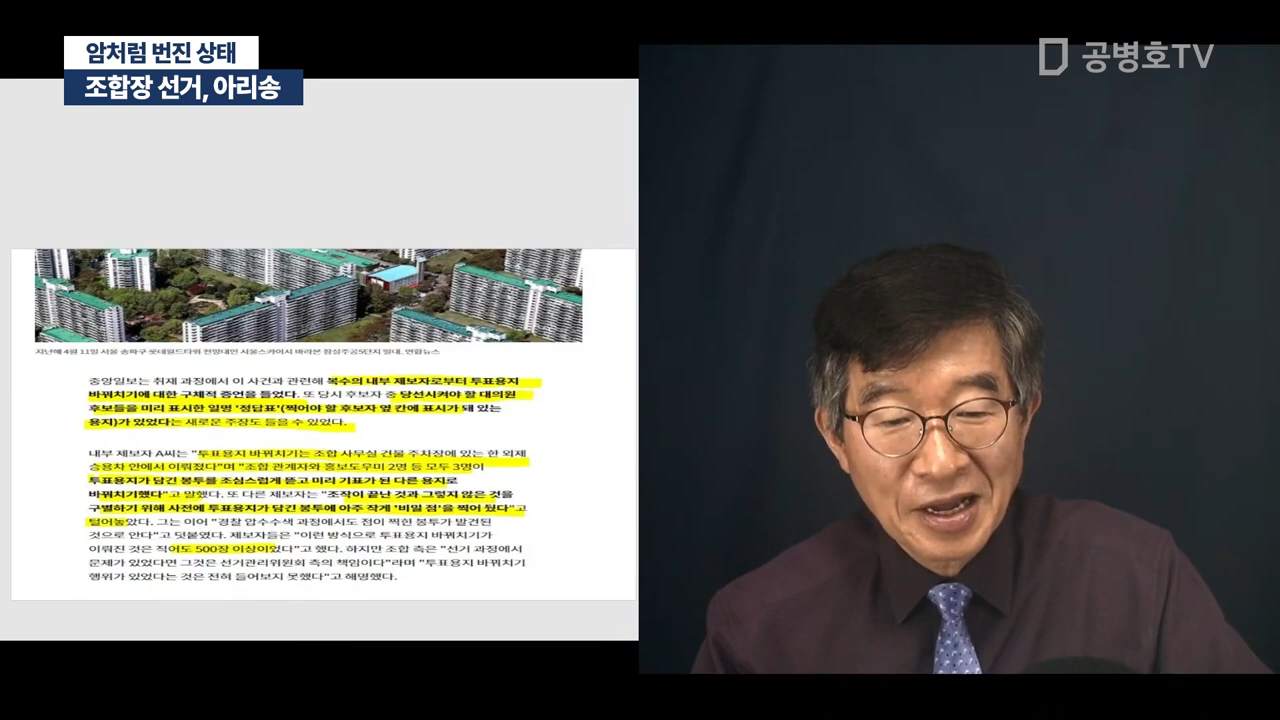 암처럼 번진 상태
조합장 선거, 아리송
공병호TV
지난해 4월 11일 서울 송파구 롯데월드타워 전망대인 서울스카이서 바라본 잠실주공5단지 일대. 연합뉴스
중앙일보는 취재 과정에서 이 사건과 관련해 복수의 내부 제보자로부터 투표용지
바꿔치기에 대한 구체적 증언을 들었다. 또 당시 후보자 중 당선시켜야 할 대의원
후보들을 미리 표시한 일명 '정답표'(찍어야 할 후보자 옆 칸에 표시가 돼 있는
용지)가 있었다는 새로운 주장도 들을 수 있었다.
내부 제보자 A씨는 "투표용지 바꿔치기는 조합 사무실 건물 주차장에 있는 한 외제
승용차 안에서 이뤄졌다"며 "조합 관계자와 홍보도우미 2명 등 모두 3명이
투표용지가 담긴 봉투를 조심스럽게 뜯고 미리 기표가 된 다른 용지로
바꿔치기했다"고 말했다. 또 다른 제보자는 "조작이 끝난 것과 그렇지 않은 것을
구별하기 위해 사전에 투표용지가 담긴 봉투에 아주 작게 '비밀 점'을 찍어 뒀다"고
털어놓았다. 그는 이어 "경찰 압수수색 과정에서도 점이 찍힌 봉투가 발견된
것으로 안다"고 덧붙였다. 제보자들은 "이런 방식으로 투표용지 바꿔치기가
이뤄진 것은 적어도 500장 이상이었다"고 했다. 하지만 조합 측은 "선거 과정에서
문제가 있었다면 그것은 선거관리위원회 측의 책임이다"라며 "투표용지 바꿔치기
행위가 있었다는 것은 전혀 들어보지 못했다"고 해명했다.